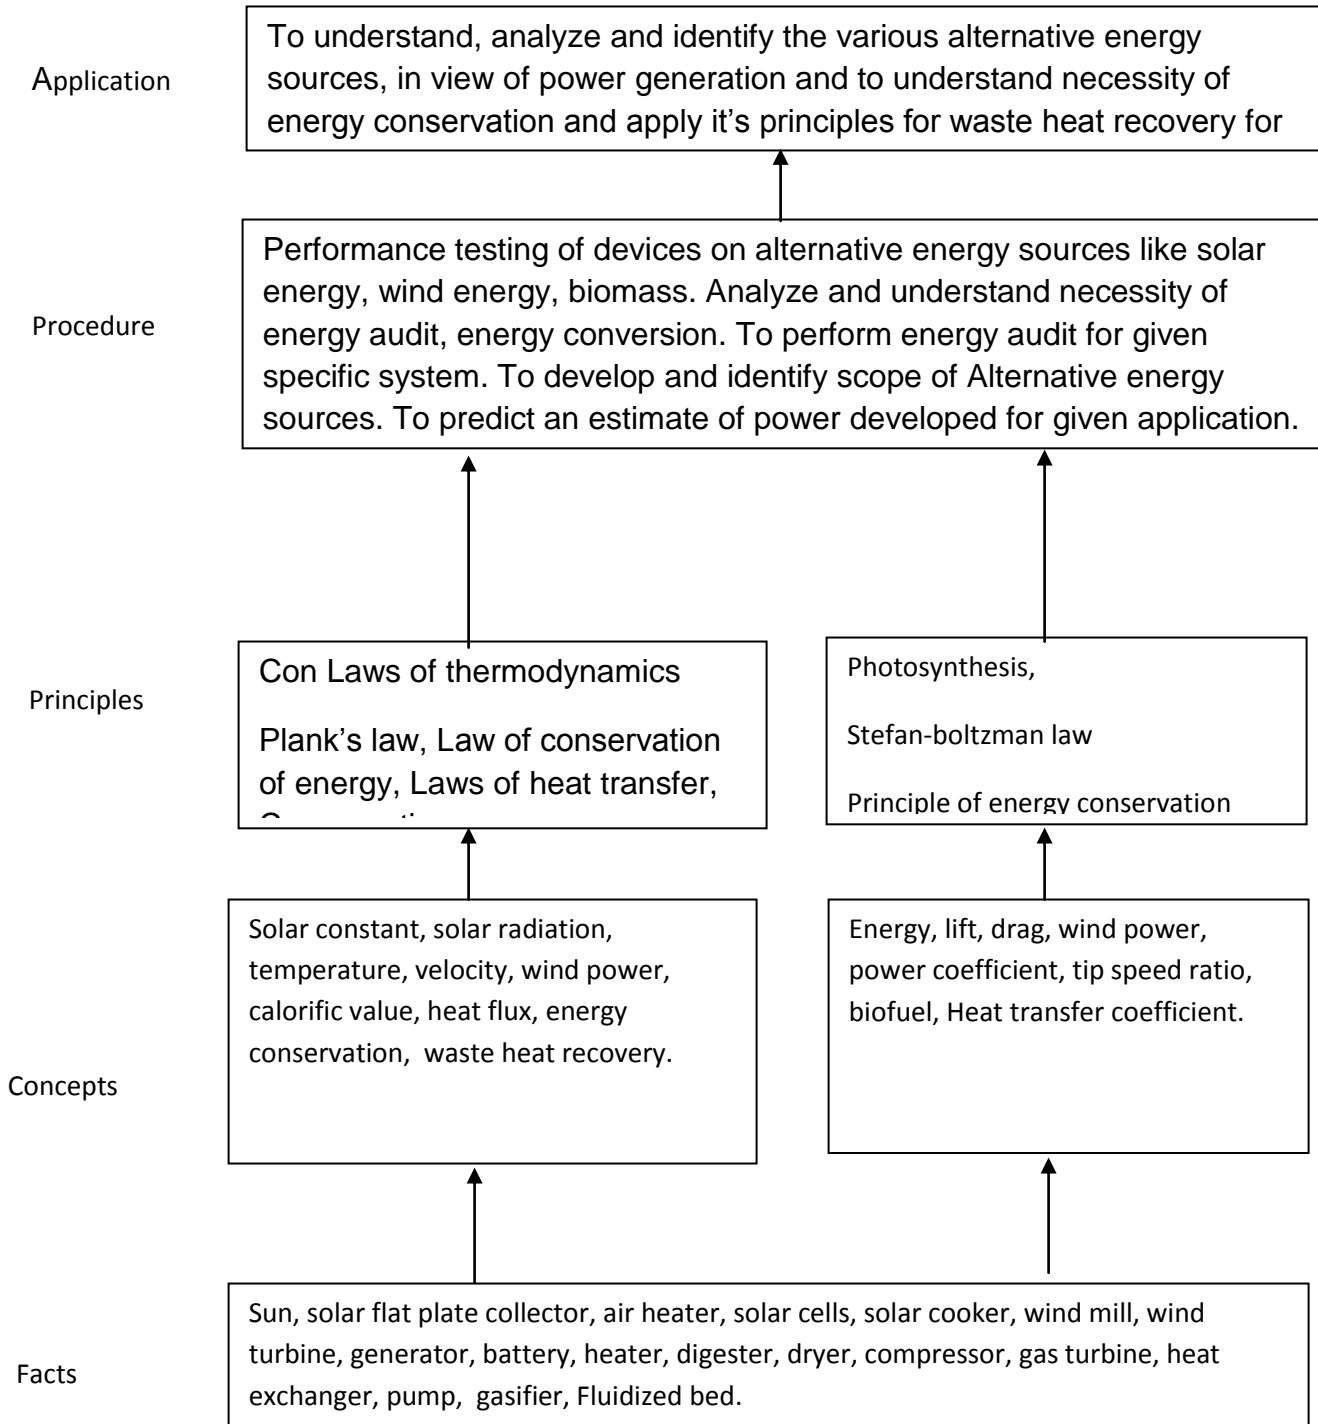 Application
To understand, analyze and identify the various alternative energy
sources, in view of power generation and to understand necessity of
energy conservation and apply it’s principles for waste heat recovery for
Procedure
Performance testing of devices on alternative energy sources like solar
energy, wind energy, biomass. Analyze and understand necessity of
energy audit, energy conversion. To perform energy audit for given
specific system. To develop and identify scope of Alternative energy
sources. To predict an estimate of power developed for given application.
Principles
Con Laws of thermodynamics
Plank’s law, Law of conservation
of energy, Laws of heat transfer,
Photosynthesis,
Stefan-boltzman law
Principle of energy conservation
Concepts
Solar constant, solar radiation,
temperature, velocity, wind power,
calorific value, heat flux, energy
conservation, waste heat recovery.
Energy, lift, drag, wind power,
power coefficient, tip speed ratio,
biofuel, Heat transfer coefficient.
Facts
Sun, solar flat plate collector, air heater, solar cells, solar cooker, wind mill, wind
turbine, generator, battery, heater, digester, dryer, compressor, gas turbine, heat
exchanger, pump, gasifier, Fluidized bed.